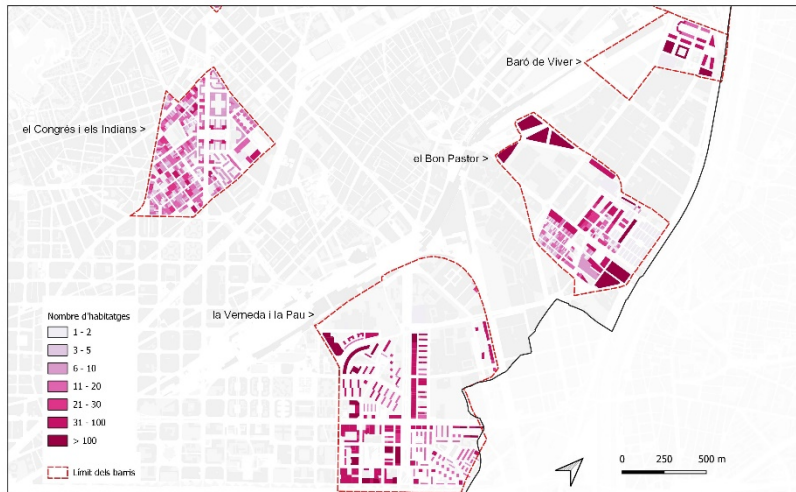 Baró de Viver >
el Congrés i els Indians >
el Bon Pastor >
la Verneda i la Pau >
Nombre d'habitatges
1 - 2
3 - 5
6 - 10
11 - 20
21 - 30
31 - 100
> 100
Límit dels barris
0 250 500 m